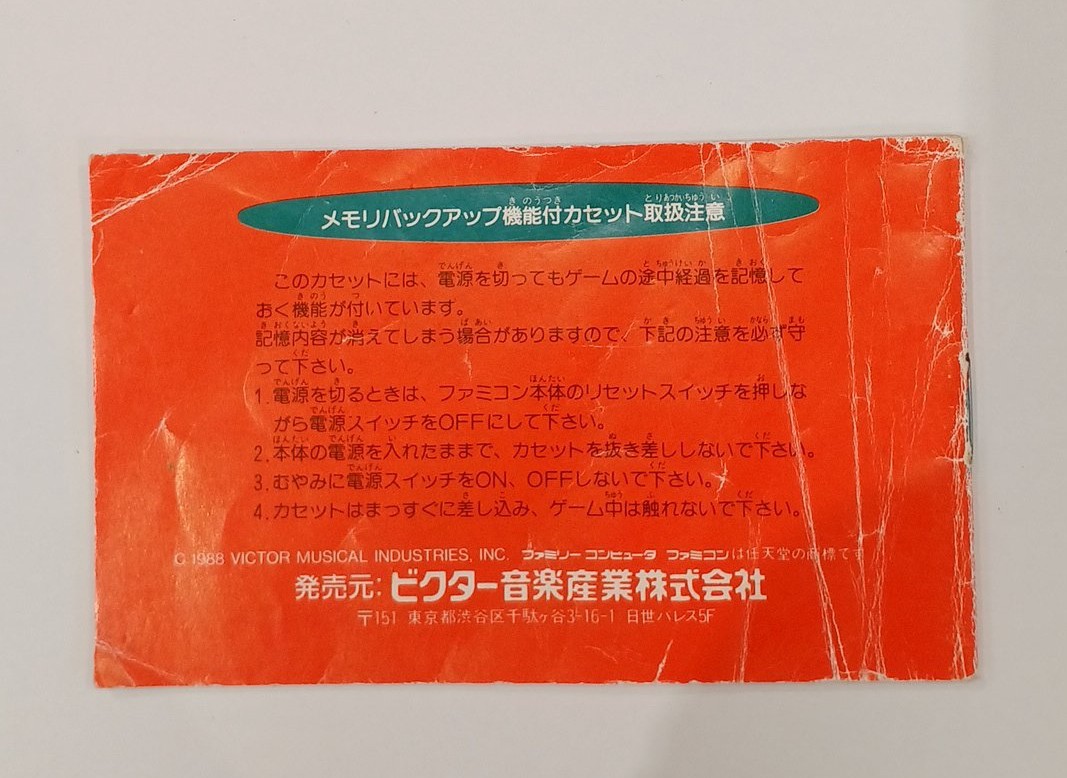 メモリバックアップ機能付カセット取扱注意
このカセットには、電源を切ってもゲームの途中経過を記憶して
おく機能が付いています。
記憶内容が消えてしまう場合がありますので、下記の注意を必ず守
って下さい。
1.電源を切るときは、ファミコン本体のリセットスイッチを押しな
がら電源スイッチをOFFにして下さい。
2.本体の電源を入れたままで、カセットを抜き差ししないで下さい。
3.むやみに電源スイッチをON、OFFしないで下さい。
4.カセットはまっすぐに差し込み、ゲーム中は触れないで下さい。
© 1988 VICTOR MUSICAL INDUSTRIES, INC. ファミリーコンピュータ ファミコンは任天堂の商標です
発売元:ビクター音楽産業株式会社
〒151 東京都渋谷区千駄ヶ谷3-16-1 日世パレス5F